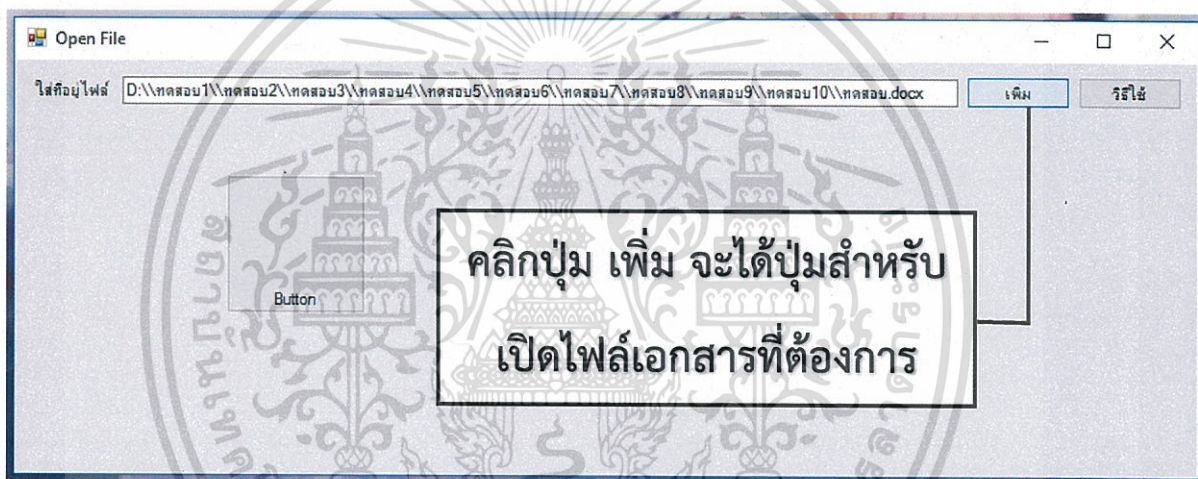 Open File
ใส่ที่อยู่ไฟล์ D:\\ทดสอบ1\\ทดสอบ2\\ทดสอบ3\\ทดสอบ4\\ทดสอบ5\\ทดสอบ6\\ทดสอบ7\\ทดสอบ8\\ทดสอบ9\\ทดสอบ10\\ทดสอบ.docx เพิ่ม วิธีใช้
คลิกปุ่ม เพิ่ม จะได้ปุ่มสำหรับ
Button
เปิดไฟล์เอกสารที่ต้องการ